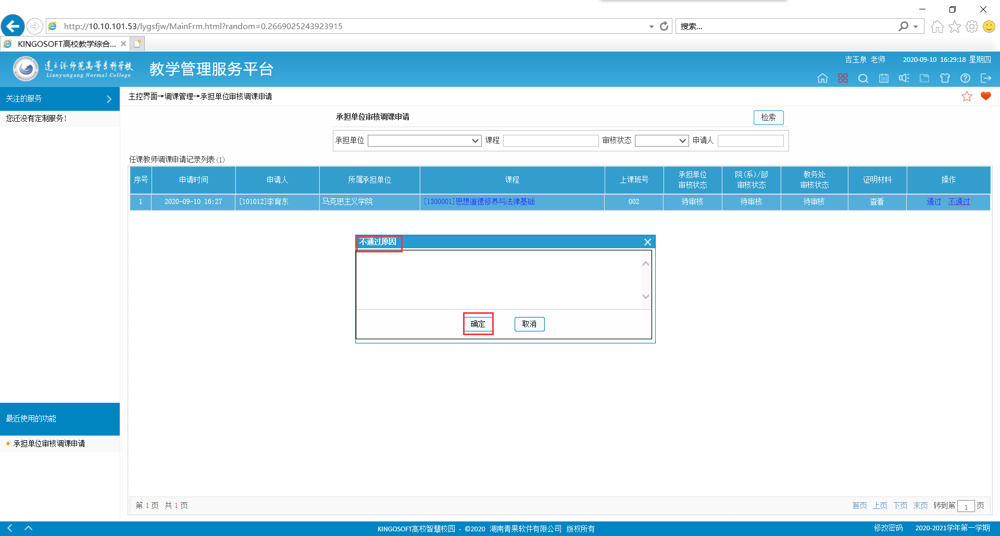 http://10.10.101.53/lygsfjw/MainFrm.html?random=0.2669025243923915
搜索...
KINGOSOFT高校教学综合...
连云港师范高等专科学校
Lianyungang Normal College
教学管理服务平台
吉玉泉 老师 2020-09-10 16:29:18 星期四
关注的服务
您还没有定制服务!
主控界面→调课管理→承担单位审核调课申请
承担单位审核调课申请
检索
承担单位 课程 审核状态 申请人
任课教师调课申请记录列表(1)
序号 申请时间 申请人 所属承担单位 课程 上课班号 承担单位审核状态 院(系)/部审核状态 教务处审核状态 证明材料 操作
1 2020-09-10 16:27 [101012]李育东 马克思主义学院 [1300001]思想道德修养与法律基础 002 待审核 待审核 待审核 查看 通过 不通过
不通过原因
确定 取消
最近使用的功能
承担单位审核调课申请
第 1 页 共 1 页
首页 上页 下页 末页 转到第 1 页
KINGOSOFT高校智慧校园 - ©2020 湖南青果软件有限公司 版权所有
修改密码 2020-2021学年第一学期